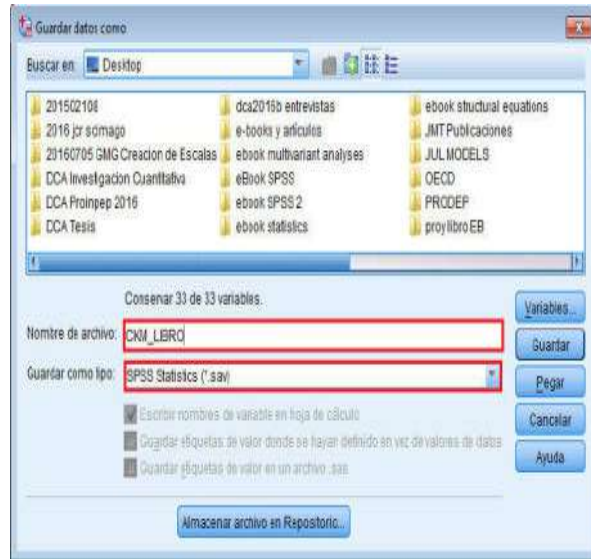 Guardar datos como
Buscar en: Desktop
201502108
2016 jcr scimago
20160705 GMG Creacion de Escalas
DCA Investigacion Cuantitativa
DCA Proinpep 2016
DCA Tesis
dca2016b entrevistas
e-books y artículos
ebook multivariant analyses
eBook SPSS
ebook SPSS 2
ebook statistics
ebook structural equations
JMT Publicaciones
JUL MODELS
OECD
PRODEP
proy libro EB
Conservar 33 de 33 variables.
Nombre de archivo: CKM_LIBRO
Guardar como tipo: SPSS Statistics (*.sav)
Escribir nombres de variable en hoja de cálculo
Guardar etiquetas de valor donde se hayan definido en vez de valores de datos
Guardar etiquetas de valor en un archivo .sas
Variables...
Guardar
Pegar
Cancelar
Ayuda
Almacenar archivo en Repositorio...